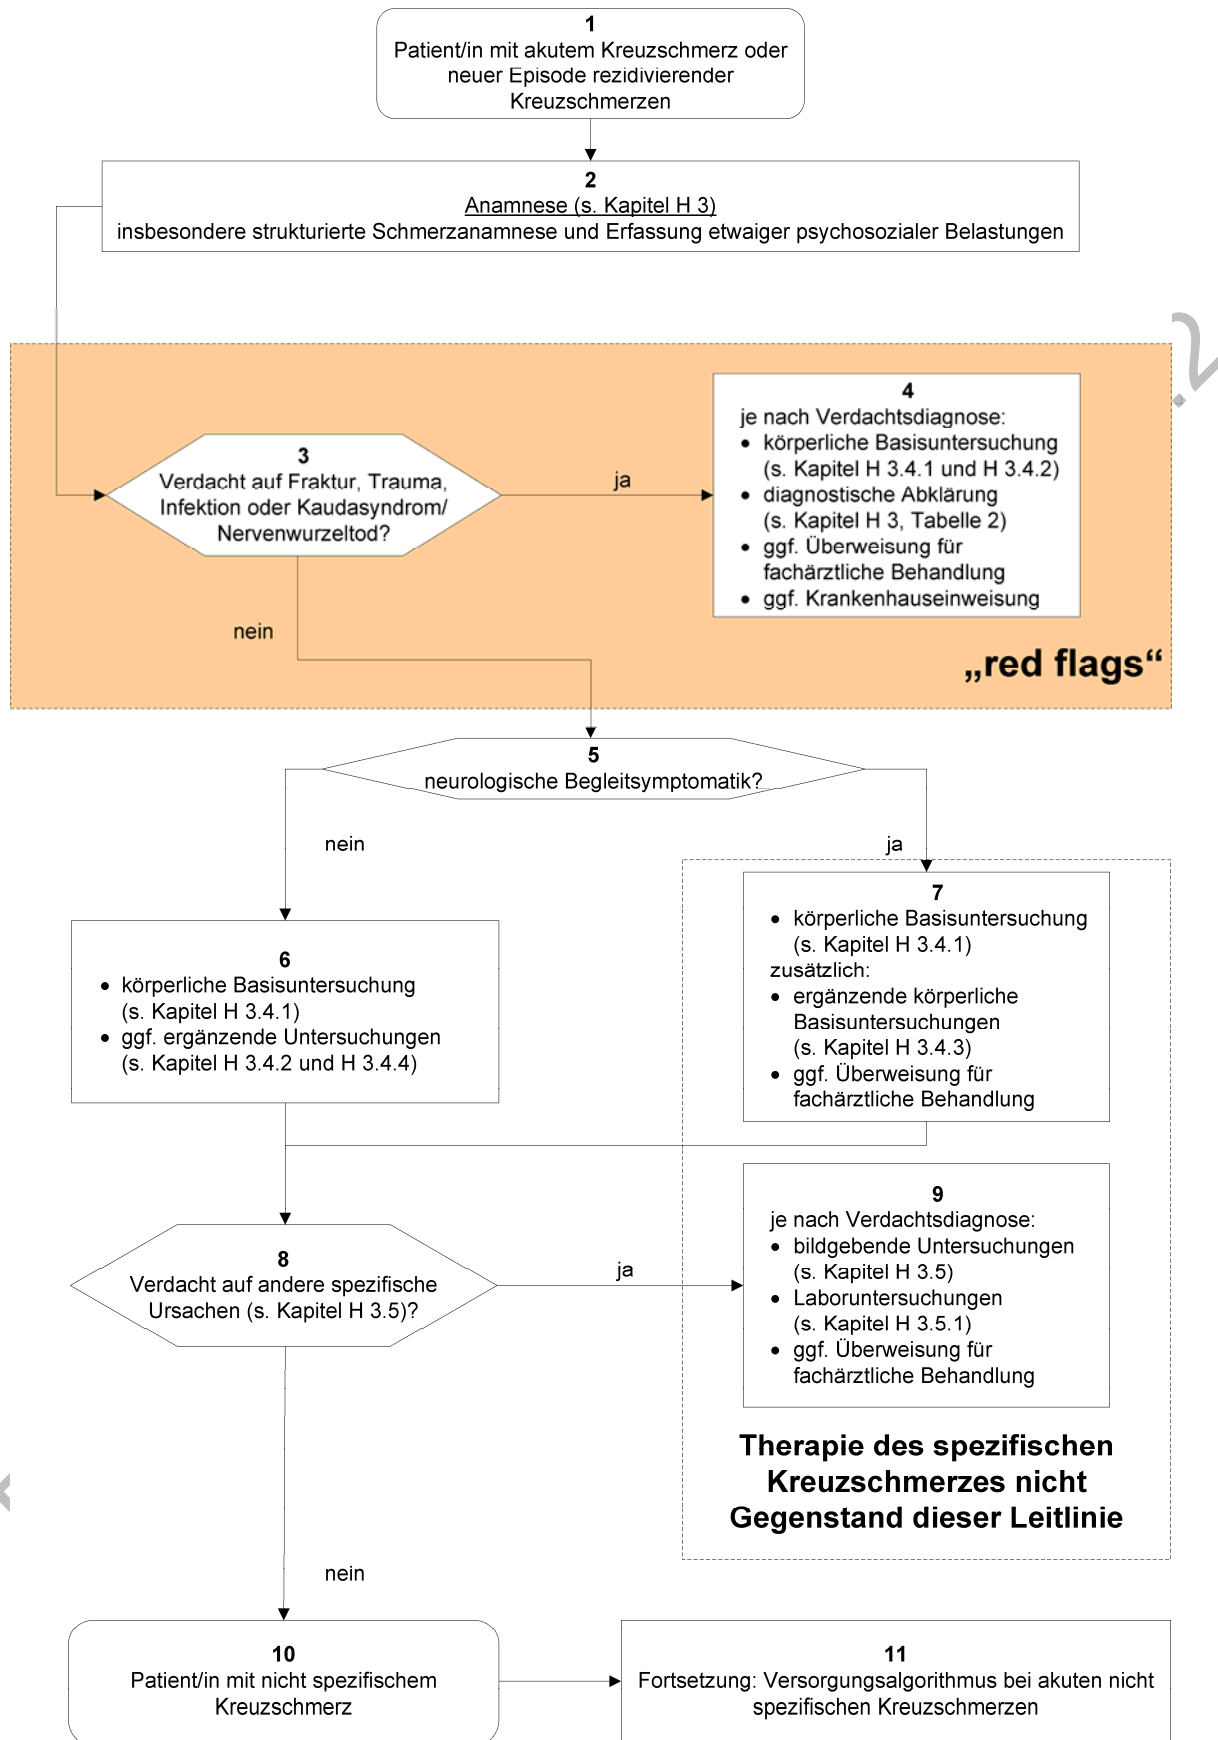 1
Patient/in mit akutem Kreuzschmerz oder
neuer Episode rezidivierender
Kreuzschmerzen
2
Anamnese (s. Kapitel H 3)
insbesondere strukturierte Schmerzanamnese und Erfassung etwaiger psychosozialer Belastungen
3
Verdacht auf Fraktur, Trauma,
Infektion oder Kaudasyndrom/
Nervenwurzeltod?
ja
4
je nach Verdachtsdiagnose:
• körperliche Basisuntersuchung
(s. Kapitel H 3.4.1 und H 3.4.2)
• diagnostische Abklärung
(s. Kapitel H 3, Tabelle 2)
• ggf. Überweisung für
fachärztliche Behandlung
• ggf. Krankenhauseinweisung
nein
„red flags“
5
neurologische Begleitsymptomatik?
nein
ja
6
• körperliche Basisuntersuchung
(s. Kapitel H 3.4.1)
• ggf. ergänzende Untersuchungen
(s. Kapitel H 3.4.2 und H 3.4.4)
7
• körperliche Basisuntersuchung
(s. Kapitel H 3.4.1)
zusätzlich:
• ergänzende körperliche
Basisuntersuchungen
(s. Kapitel H 3.4.3)
• ggf. Überweisung für
fachärztliche Behandlung
8
Verdacht auf andere spezifische
Ursachen (s. Kapitel H 3.5)?
ja
9
je nach Verdachtsdiagnose:
• bildgebende Untersuchungen
(s. Kapitel H 3.5)
• Laboruntersuchungen
(s. Kapitel H 3.5.1)
• ggf. Überweisung für
fachärztliche Behandlung
Therapie des spezifischen
Kreuzschmerzes nicht
Gegenstand dieser Leitlinie
nein
10
Patient/in mit nicht spezifischem
Kreuzschmerz
11
Fortsetzung: Versorgungsalgorithmus bei akuten nicht
spezifischen Kreuzschmerzen